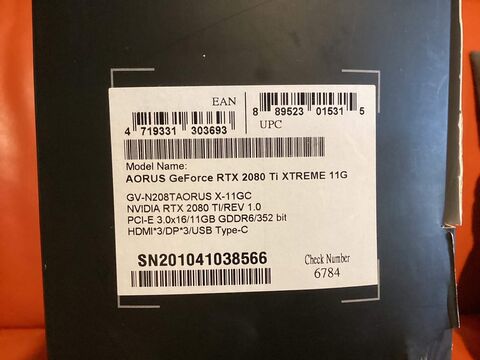 EAN
4 719331 303693
8 89523 01531 5
UPC
Model Name:
AORUS GeForce RTX 2080 Ti XTREME 11G
GV-N208TAORUS X-11GC
NVIDIA RTX 2080 TI/REV 1.0
PCI-E 3.0x16/11GB GDDR6/352 bit
HDMI*3/DP*3/USB Type-C
SN201041038566
Check Number
6784